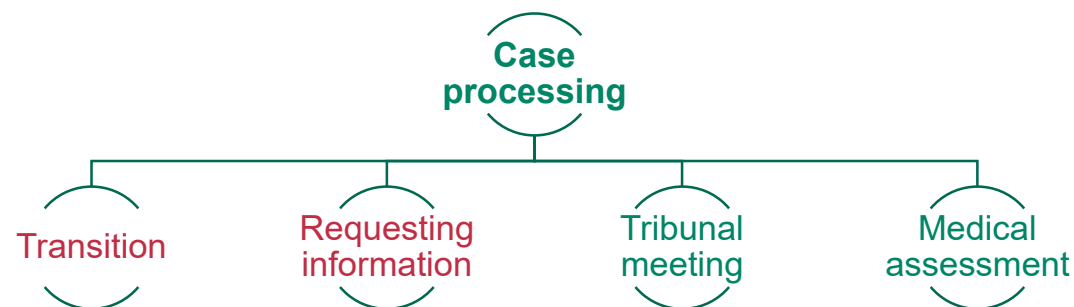 Case
processing
Transition
Requesting
information
Tribunal
meeting
Medical
assessment